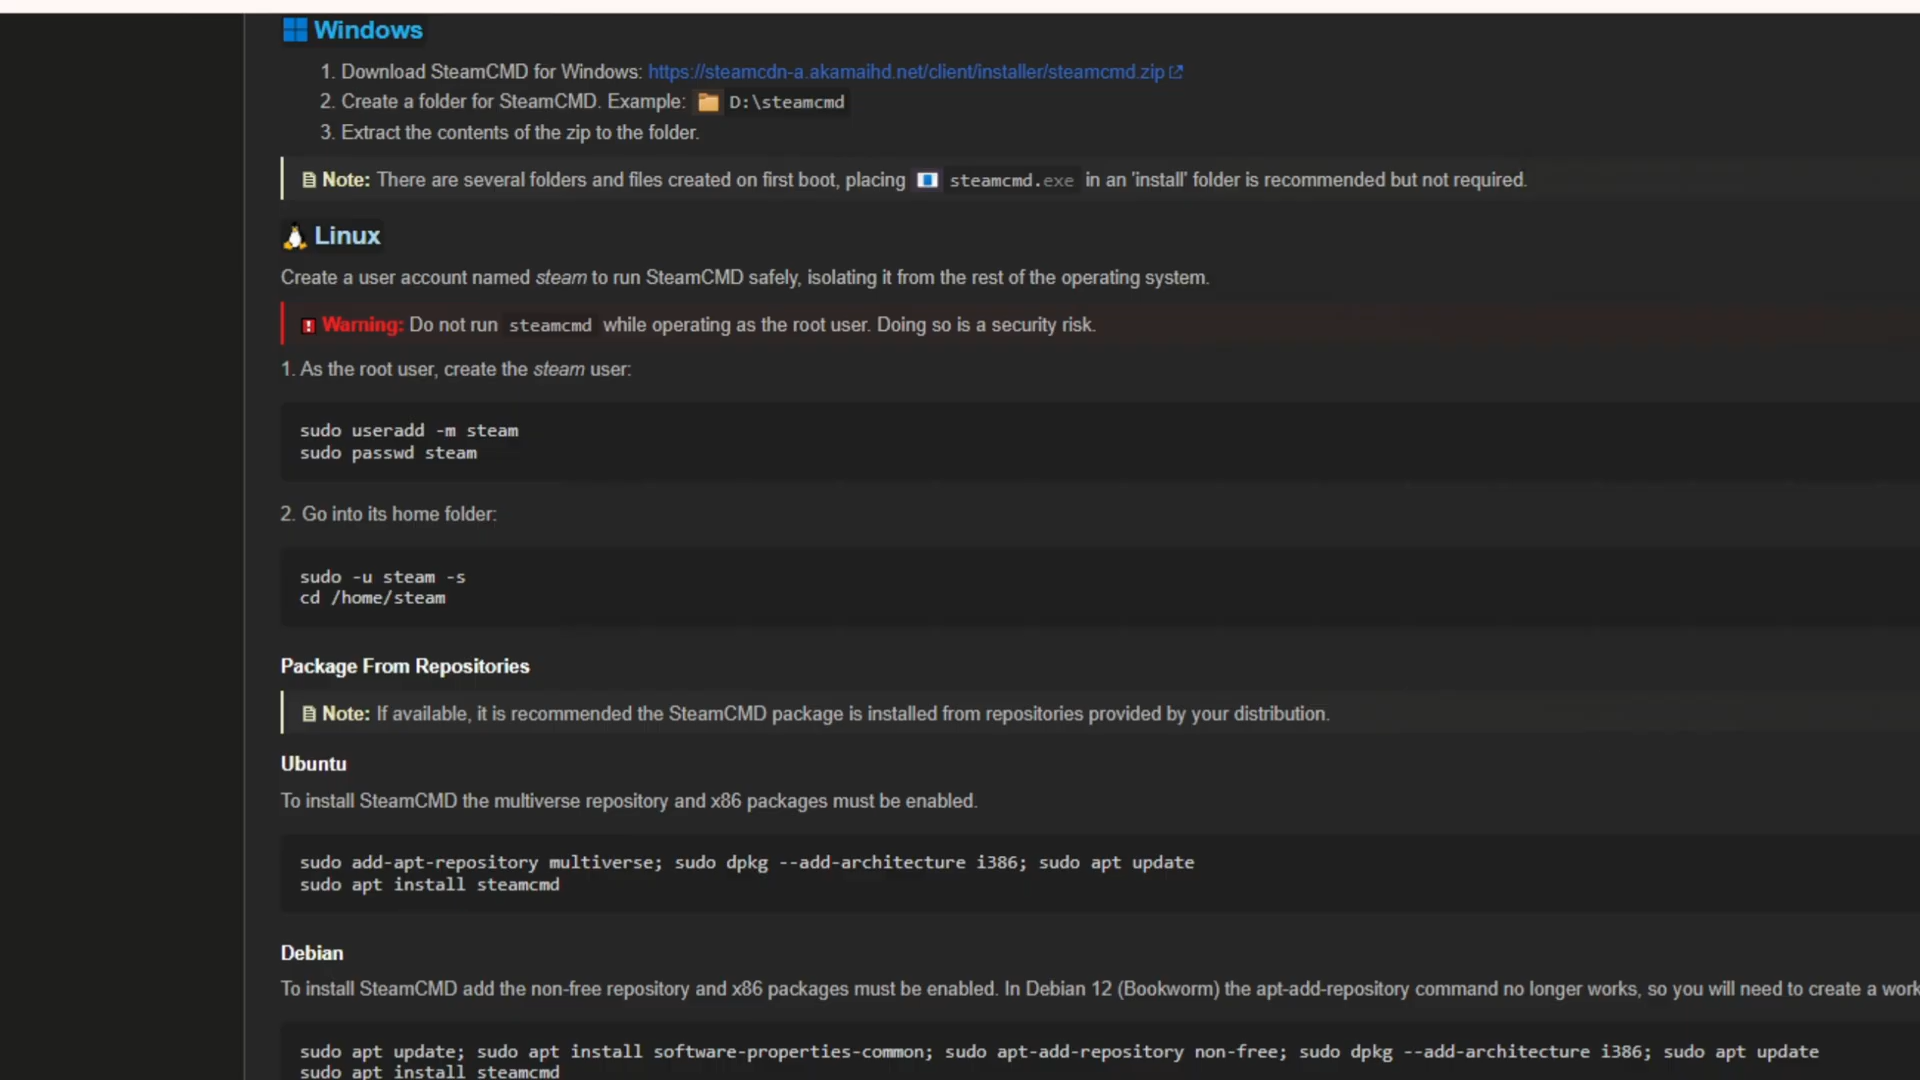 Windows
1. Download SteamCMD for Windows: https://steamcdn-a.akamaihd.net/client/installer/steamcmd.zip
2. Create a folder for SteamCMD. Example: D:\steamcmd
3. Extract the contents of the zip to the folder.
Note: There are several folders and files created on first boot, placing steamcmd.exe in an 'install' folder is recommended but not required.
Linux
Create a user account named steam to run SteamCMD safely, isolating it from the rest of the operating system.
Warning: Do not run steamcmd while operating as the root user. Doing so is a security risk.
1. As the root user, create the steam user:
sudo useradd -m steam
sudo passwd steam
2. Go into its home folder:
sudo -u steam -s
cd /home/steam
Package From Repositories
Note: If available, it is recommended the SteamCMD package is installed from repositories provided by your distribution.
Ubuntu
To install SteamCMD the multiverse repository and x86 packages must be enabled.
sudo add-apt-repository multiverse; sudo dpkg --add-architecture i386; sudo apt update
sudo apt install steamcmd
Debian
To install SteamCMD add the non-free repository and x86 packages must be enabled. In Debian 12 (Bookworm) the apt-add-repository command no longer works, so you will need to create a work
sudo apt update; sudo apt install software-properties-common; sudo apt-add-repository non-free; sudo dpkg --add-architecture i386; sudo apt update
sudo apt install steamcmd